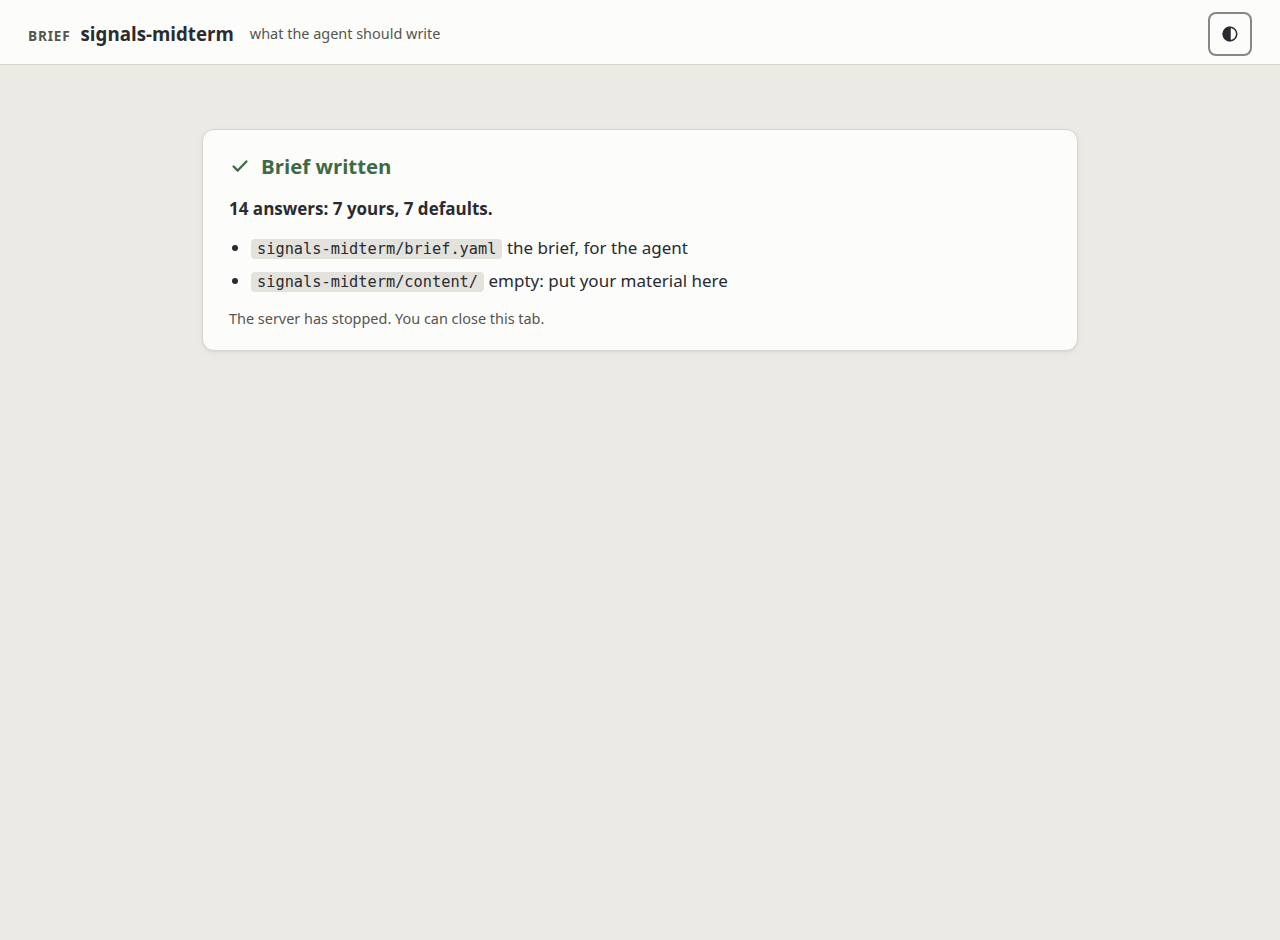 BRIEF signals-midterm what the agent should write
Brief written
14 answers: 7 yours, 7 defaults.
signals-midterm/brief.yaml the brief, for the agent
signals-midterm/content/ empty: put your material here
The server has stopped. You can close this tab.